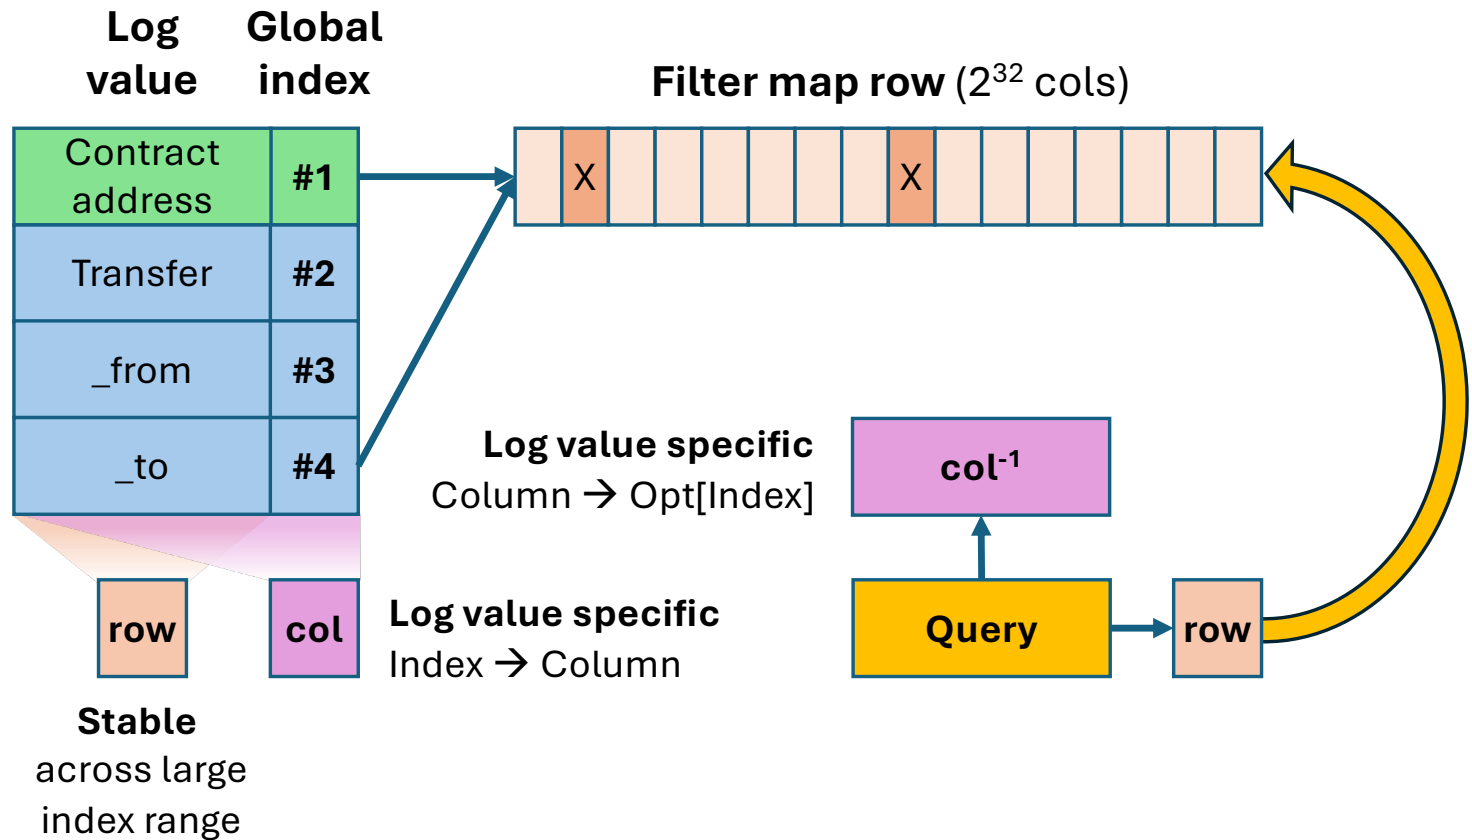 Log
value
Global
index
Filter map row (2³² cols)
Contract
address
#1
X
X
Transfer
#2
_from
#3
_to
#4
Log value specific
Column → Opt[Index]
col⁻¹
row
col
Log value specific
Index → Column
Query
row
Stable
across large
index range